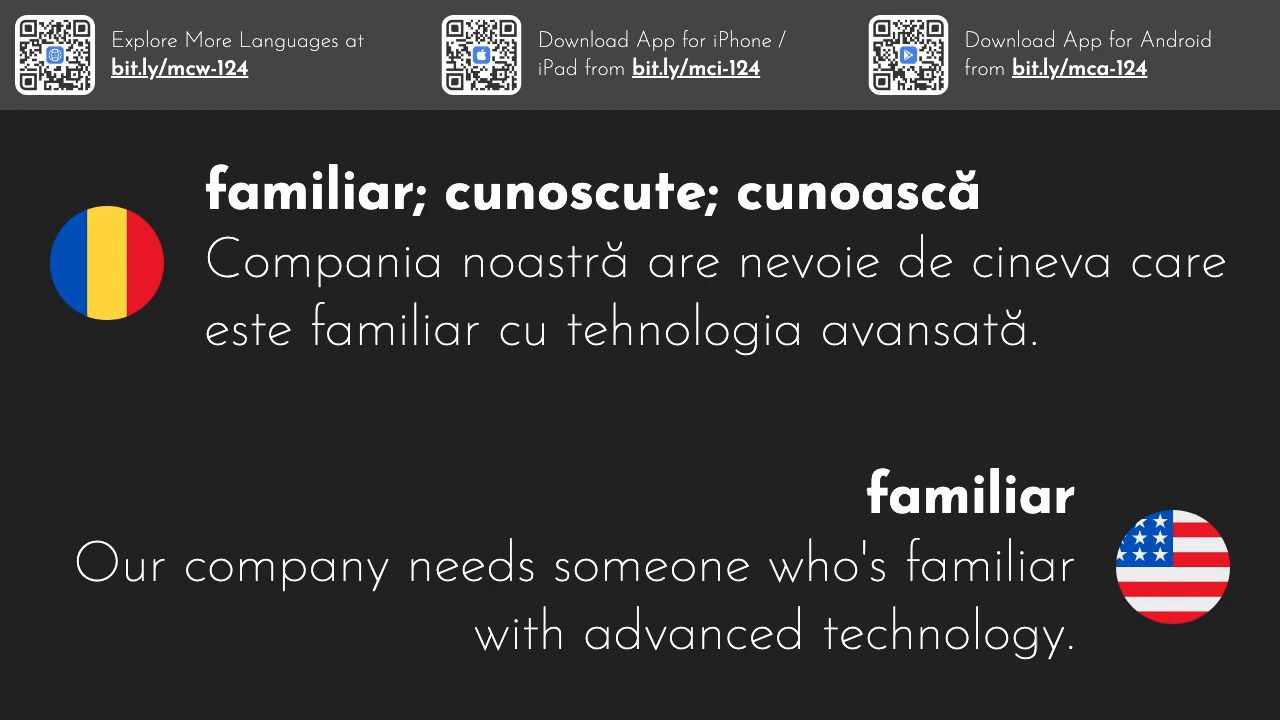 Explore More Languages at
bit.ly/mcw-124
Download App for iPhone /
iPad from bit.ly/mci-124
Download App for Android
from bit.ly/mca-124
familiar; cunoscute; cunoască
Compania noastră are nevoie de cineva care
este familiar cu tehnologia avansată.
familiar
Our company needs someone who's familiar
with advanced technology.